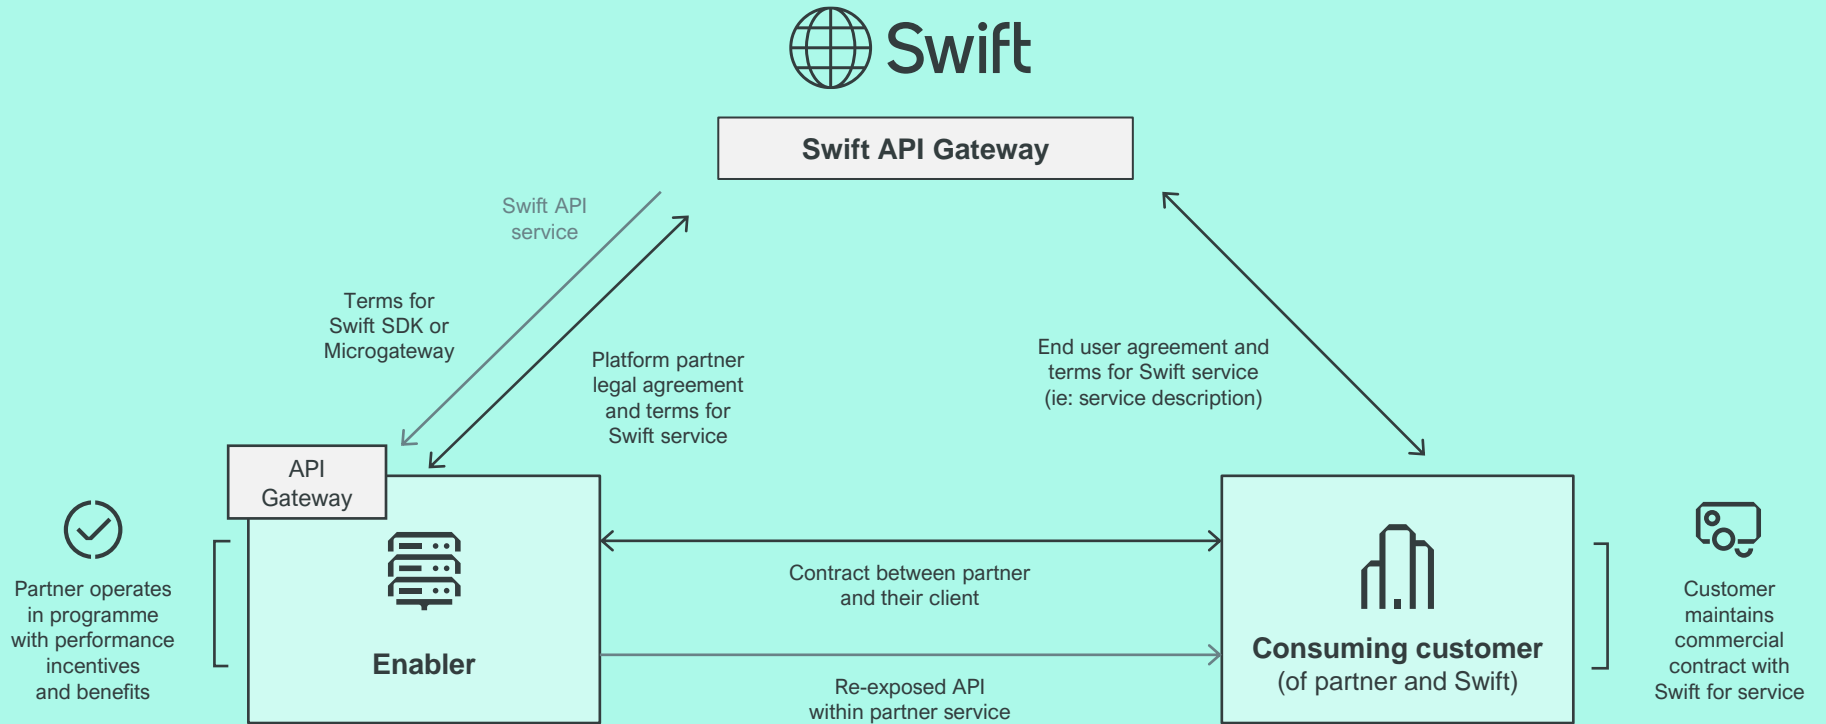 Swift
Swift API Gateway
Swift API
service
Terms for
Swift SDK or
Microgateway
Platform partner
legal agreement
and terms for
Swift service
End user agreement and
terms for Swift service
(ie: service description)
API
Gateway
Partner operates
in programme
with performance
incentives
and benefits
Enabler
Contract between partner
and their client
Re-exposed API
within partner service
Consuming customer
(of partner and Swift)
Customer
maintains
commercial
contract with
Swift for service